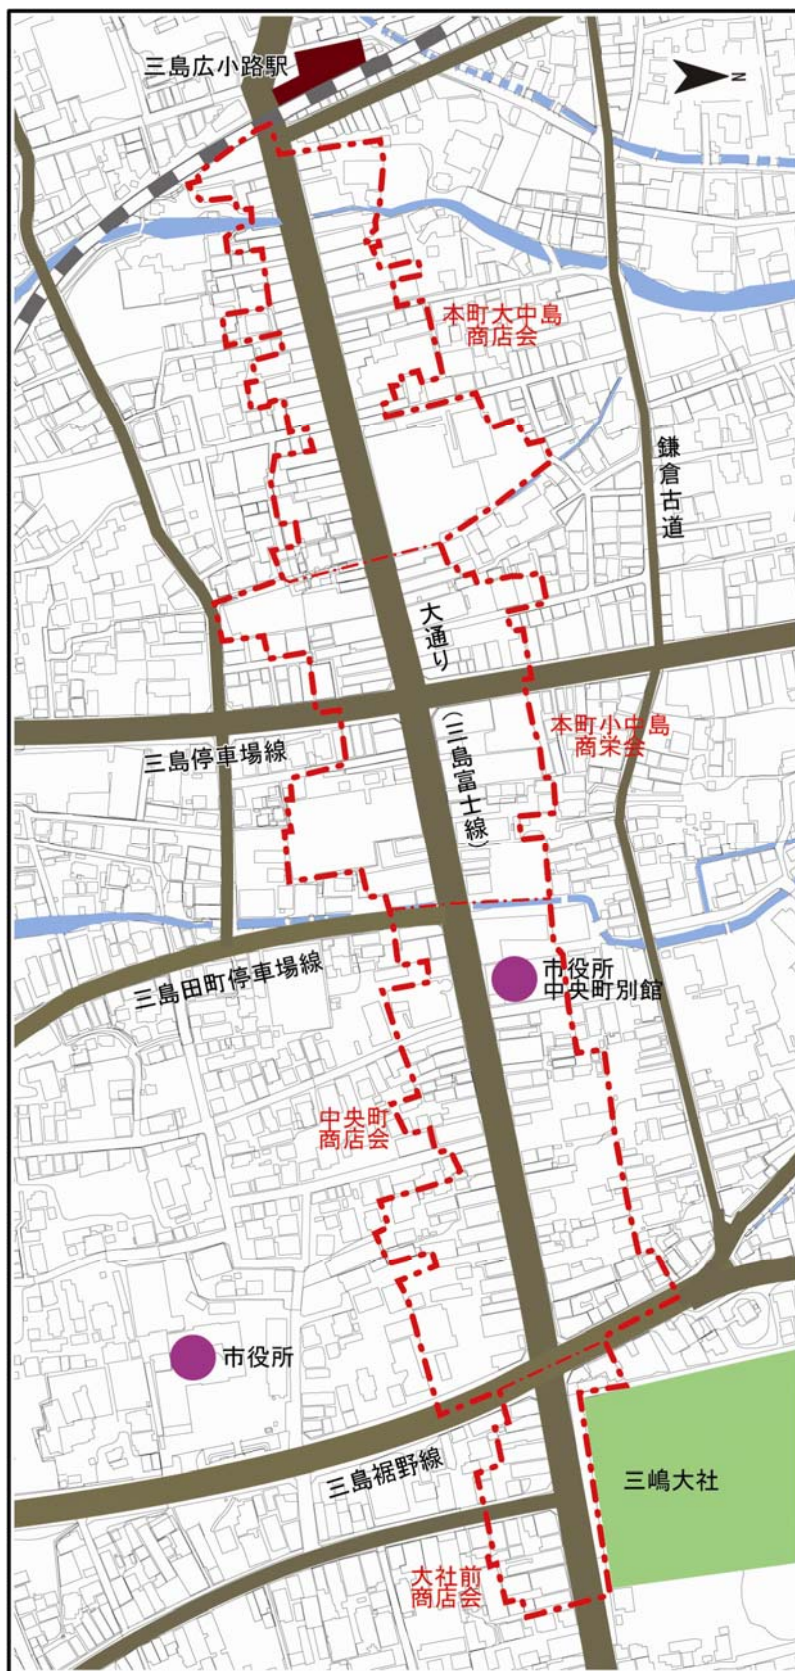 三島広小路駅
N
本町大中島
商店会
鎌倉古道
大通り
（三島富士線）
本町小中島
商栄会
三島停車場線
三島田町停車場線
市役所
中央町別館
中央町
商店会
市役所
三島裾野線
三嶋大社
大社前
商店会